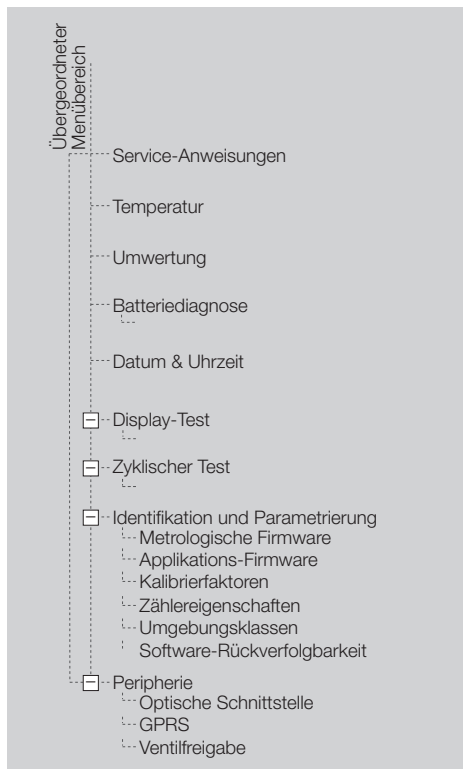 Übergeordneter
Menübereich
Service-Anweisungen
Temperatur
Umwertung
Batteriediagnose
Datum & Uhrzeit
Display-Test
Zyklischer Test
Identifikation und Parametrierung
Metrologische Firmware
Applikations-Firmware
Kalibrierfaktoren
Zählereigenschaften
Umgebungsklassen
Software-Rückverfolgbarkeit
Peripherie
Optische Schnittstelle
GPRS
Ventilfreigabe